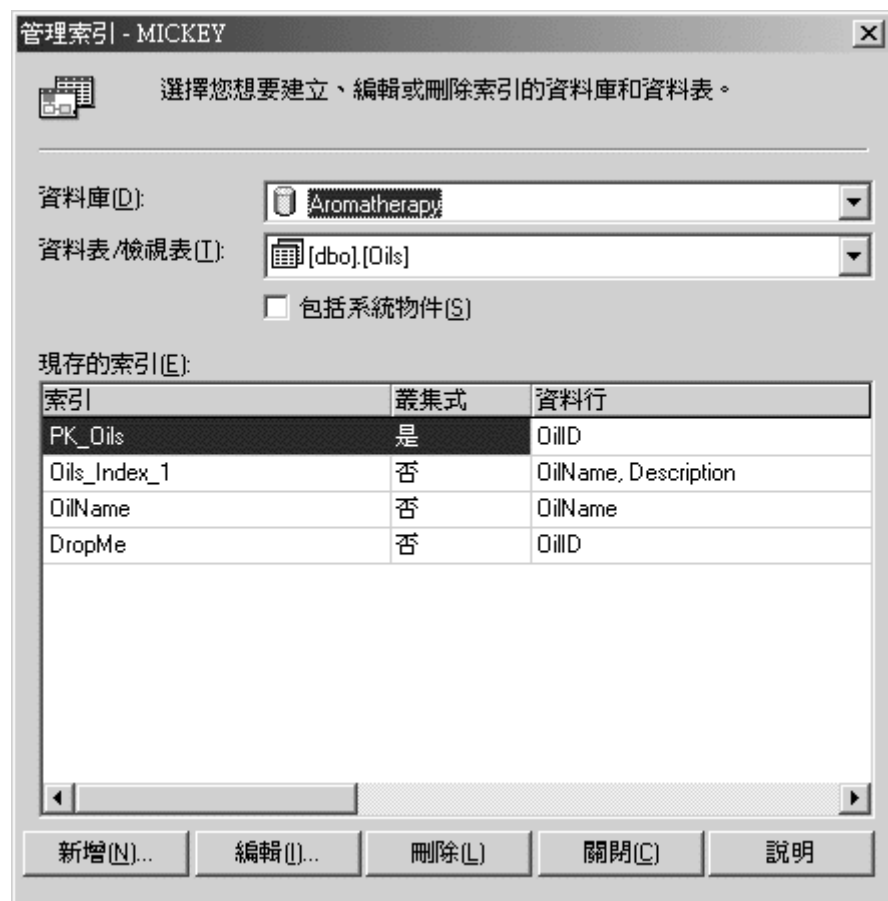 管理索引 - MICKEY
選擇您想要建立、編輯或刪除索引的資料庫和資料表。
資料庫(D): Aromatherapy
資料表/檢視表(T): [dbo].[Oils]
包括系統物件(S)
現存的索引(E):
索引 叢集式 資料行
PK_Oils 是 OilID
Oils_Index_1 否 OilName, Description
OilName 否 OilName
DropMe 否 OilID
新增(N)... 編輯(I)... 刪除(L) 關閉(C) 說明